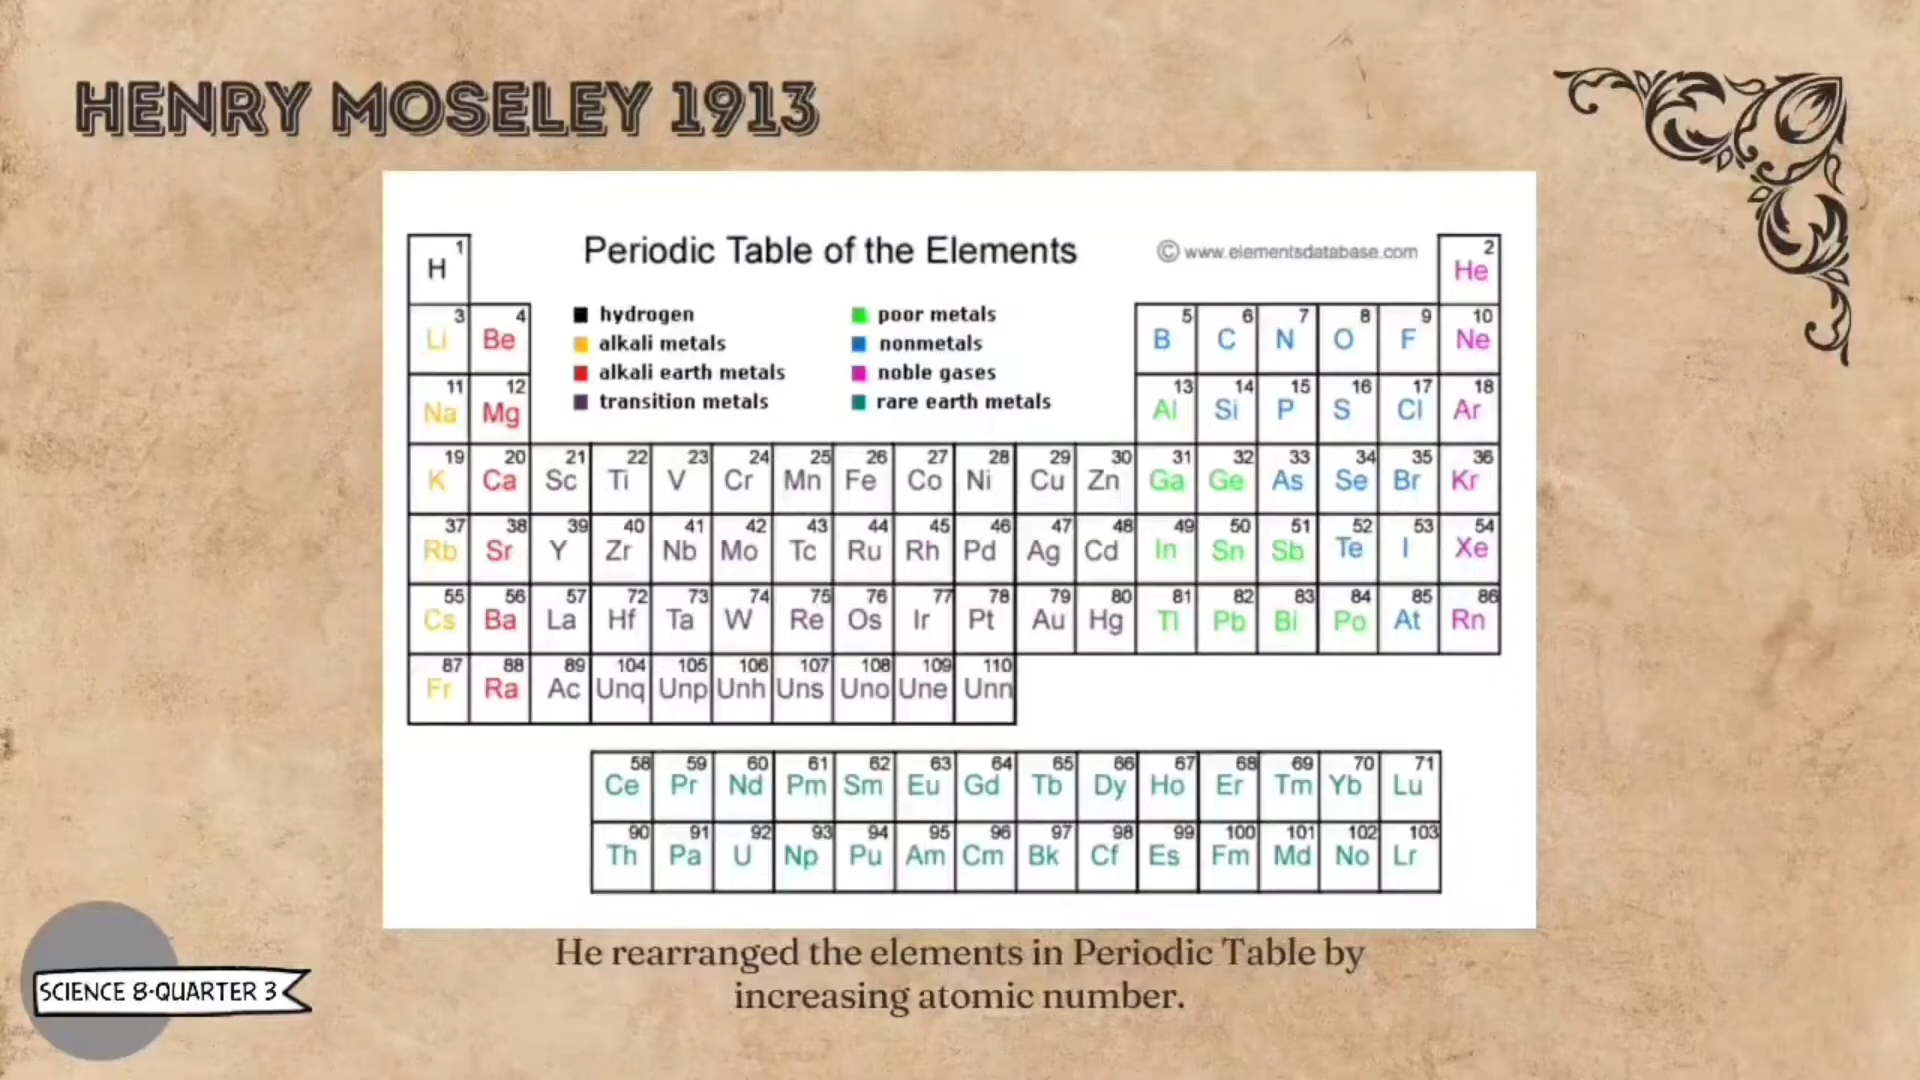 HENRY MOSELEY 1913
Periodic Table of the Elements
© www.elementsdatabase.com
hydrogen
alkali metals
alkali earth metals
transition metals
poor metals
nonmetals
noble gases
rare earth metals
1 2
H He
3 4 5 6 7 8 9 10
Li Be B C N O F Ne
11 12 13 14 15 16 17 18
Na Mg Al Si P S Cl Ar
19 20 21 22 23 24 25 26 27 28 29 30 31 32 33 34 35 36
K Ca Sc Ti V Cr Mn Fe Co Ni Cu Zn Ga Ge As Se Br Kr
37 38 39 40 41 42 43 44 45 46 47 48 49 50 51 52 53 54
Rb Sr Y Zr Nb Mo Tc Ru Rh Pd Ag Cd In Sn Sb Te I Xe
55 56 57 72 73 74 75 76 77 78 79 80 81 82 83 84 85 86
Cs Ba La Hf Ta W Re Os Ir Pt Au Hg Tl Pb Bi Po At Rn
87 88 89 104 105 106 107 108 109 110
Fr Ra Ac Unq Unp Unh Uns Uno Une Unn
58 59 60 61 62 63 64 65 66 67 68 69 70 71
Ce Pr Nd Pm Sm Eu Gd Tb Dy Ho Er Tm Yb Lu
90 91 92 93 94 95 96 97 98 99 100 101 102 103
Th Pa U Np Pu Am Cm Bk Cf Es Fm Md No Lr
He rearranged the elements in Periodic Table by
increasing atomic number.
SCIENCE 8-QUARTER 3